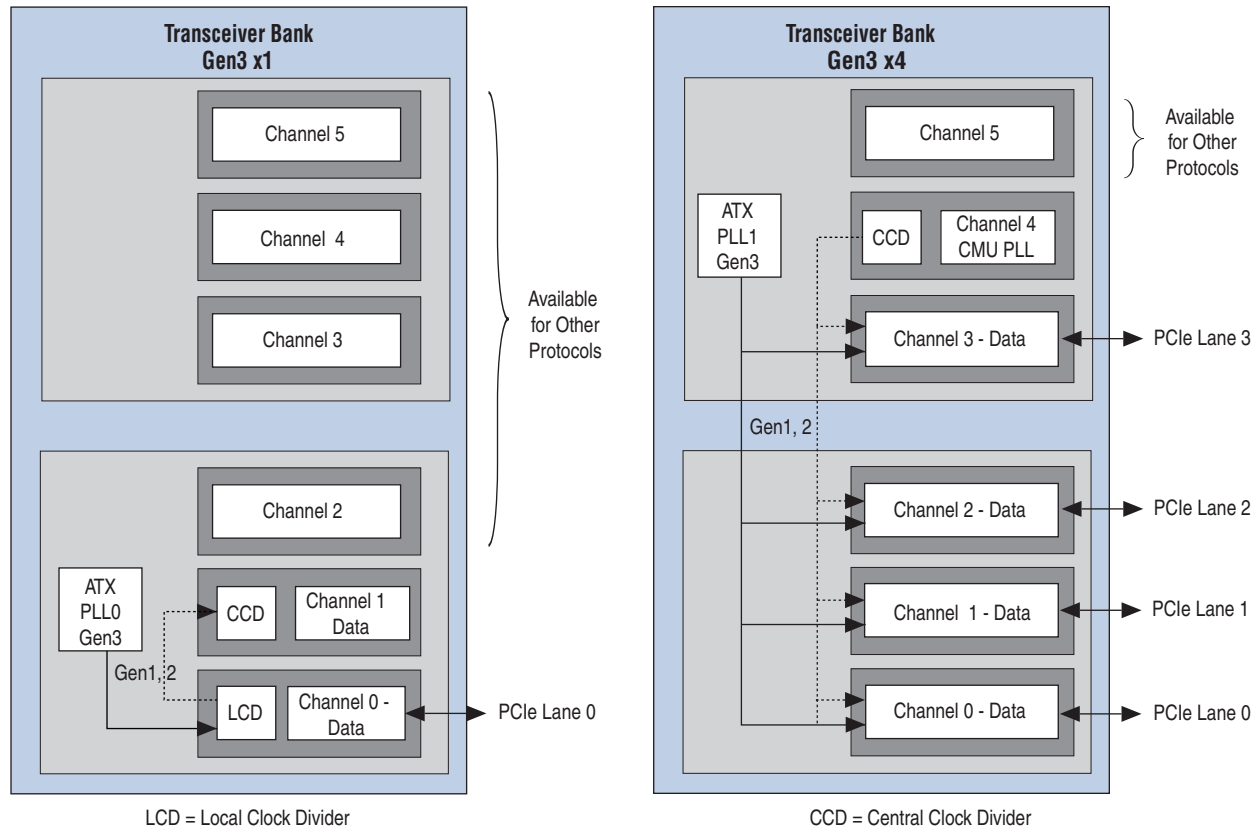 Transceiver Bank
Gen3 x1
Channel 5
Channel 4
Channel 3
Available
for Other
Protocols
Channel 2
ATX
PLL0
Gen3
CCD
Channel 1
Data
Gen1, 2
LCD
Channel 0 -
Data
PCIe Lane 0
LCD = Local Clock Divider
Transceiver Bank
Gen3 x4
Channel 5
Available
for Other
Protocols
ATX
PLL1
Gen3
CCD
Channel 4
CMU PLL
Channel 3 - Data
PCIe Lane 3
Gen1, 2
Channel 2 - Data
PCIe Lane 2
Channel 1 - Data
PCIe Lane 1
Channel 0 - Data
PCIe Lane 0
CCD = Central Clock Divider